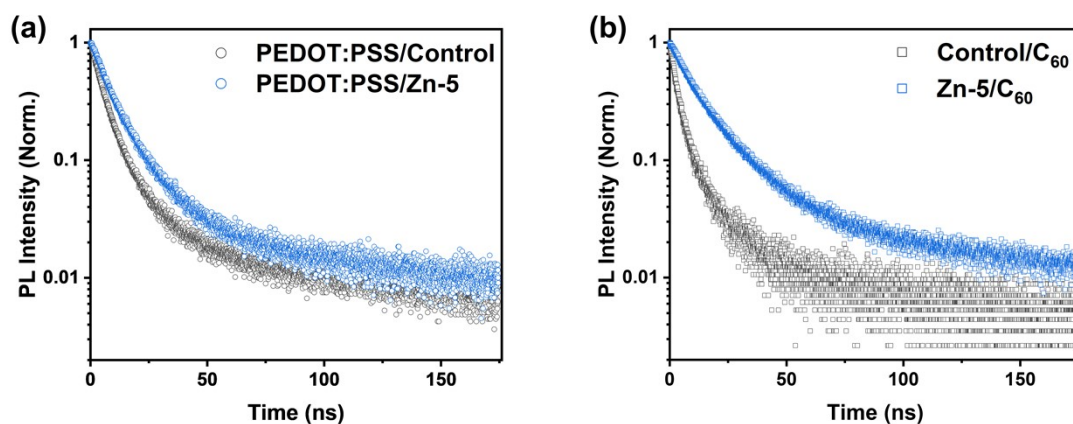 (a)
PEDOT:PSS/Control
PEDOT:PSS/Zn-5
PL Intensity (Norm.)
1
0.1
0.01
0
50
100
150
Time (ns)
(b)
Control/C₆₀
Zn-5/C₆₀
PL Intensity (Norm.)
1
0.1
0.01
0
50
100
150
Time (ns)